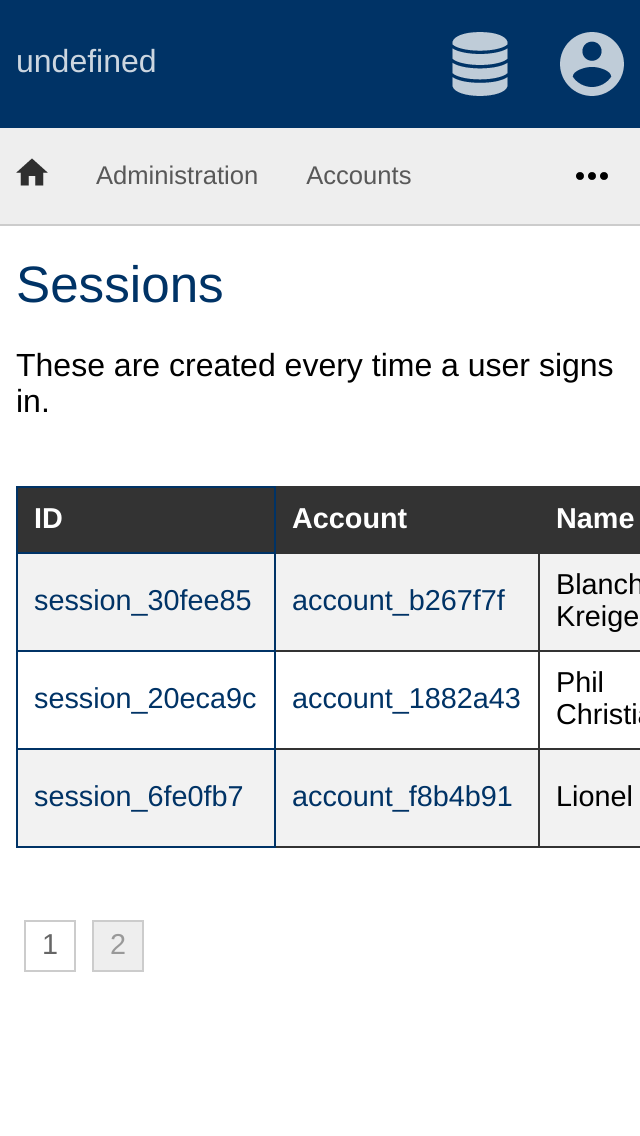 undefined
Administration Accounts
Sessions
These are created every time a user signs
in.
ID Account Name
session_30fee85 account_b267f7f Blanch
Kreige
session_20eca9c account_1882a43 Phil
Christi
session_6fe0fb7 account_f8b4b91 Lionel
1 2